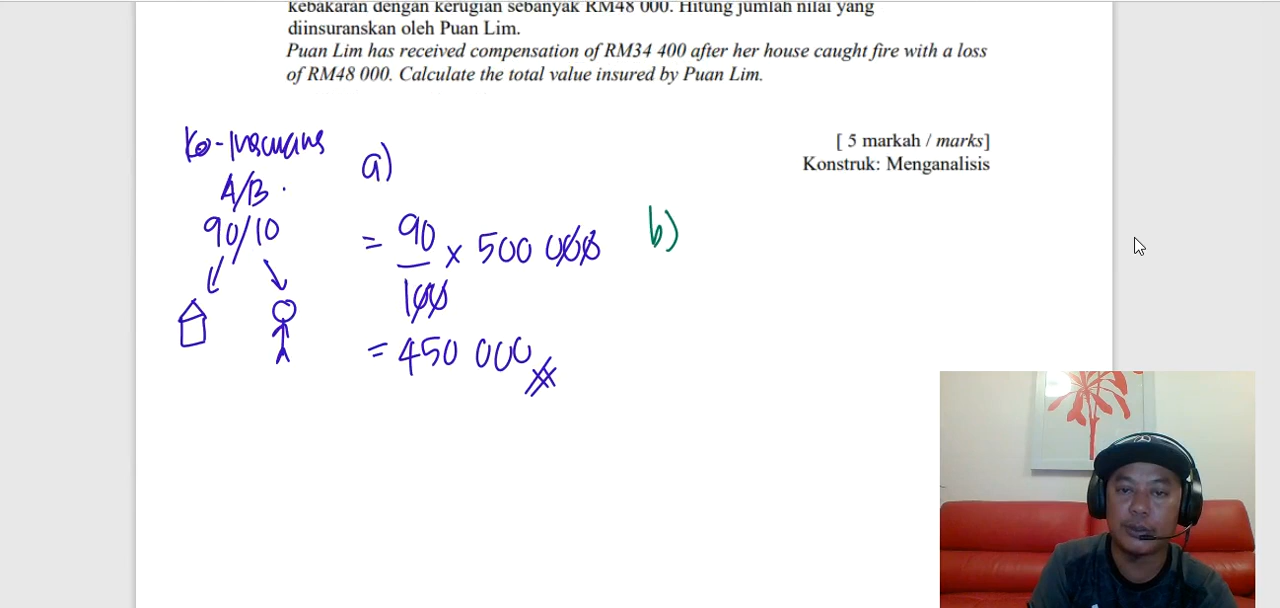 kebakaran dengan kerugian sebanyak RM48 000. Hitung jumlah nilai yang
diinsuranskan oleh Puan Lim.
Puan Lim has received compensation of RM34 400 after her house caught fire with a loss
of RM48 000. Calculate the total value insured by Puan Lim.
[ 5 markah / marks]
Konstruk: Menganalisis
Ko-Insurans
A/B
90/10
a)
= 90/100 x 500 000
= 450 000
b)